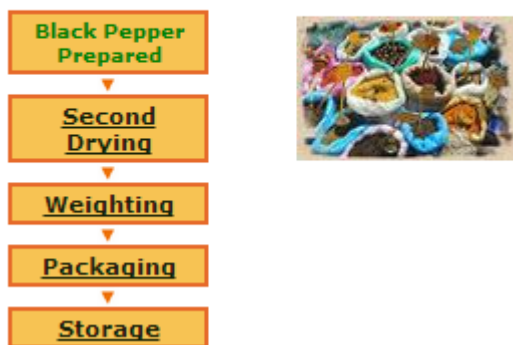 Black Pepper
Prepared
Second
Drying
Weighting
Packaging
Storage